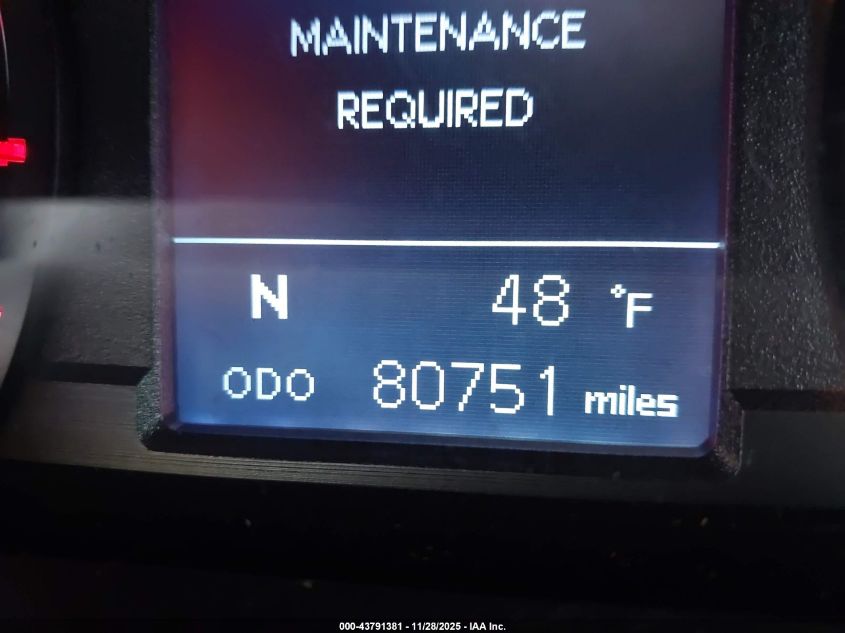 MAINTENANCE
REQUIRED
N 48 °F
ODO 80751 miles
000-43791381 - 11/28/2025 - IAA Inc.